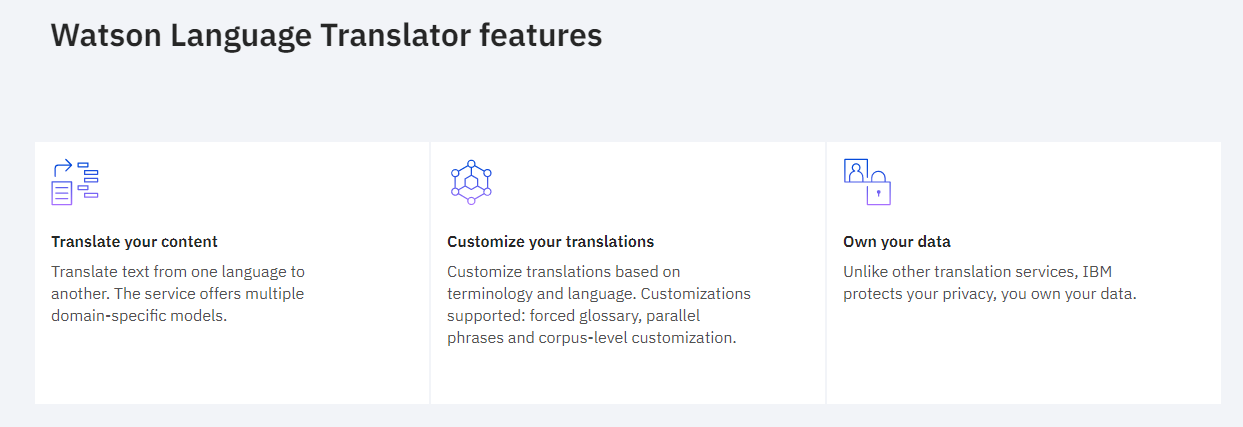 Watson Language Translator features
Translate your content
Translate text from one language to
another. The service offers multiple
domain-specific models.
Customize your translations
Customize translations based on
terminology and language. Customizations
supported: forced glossary, parallel
phrases and corpus-level customization.
Own your data
Unlike other translation services, IBM
protects your privacy, you own your data.